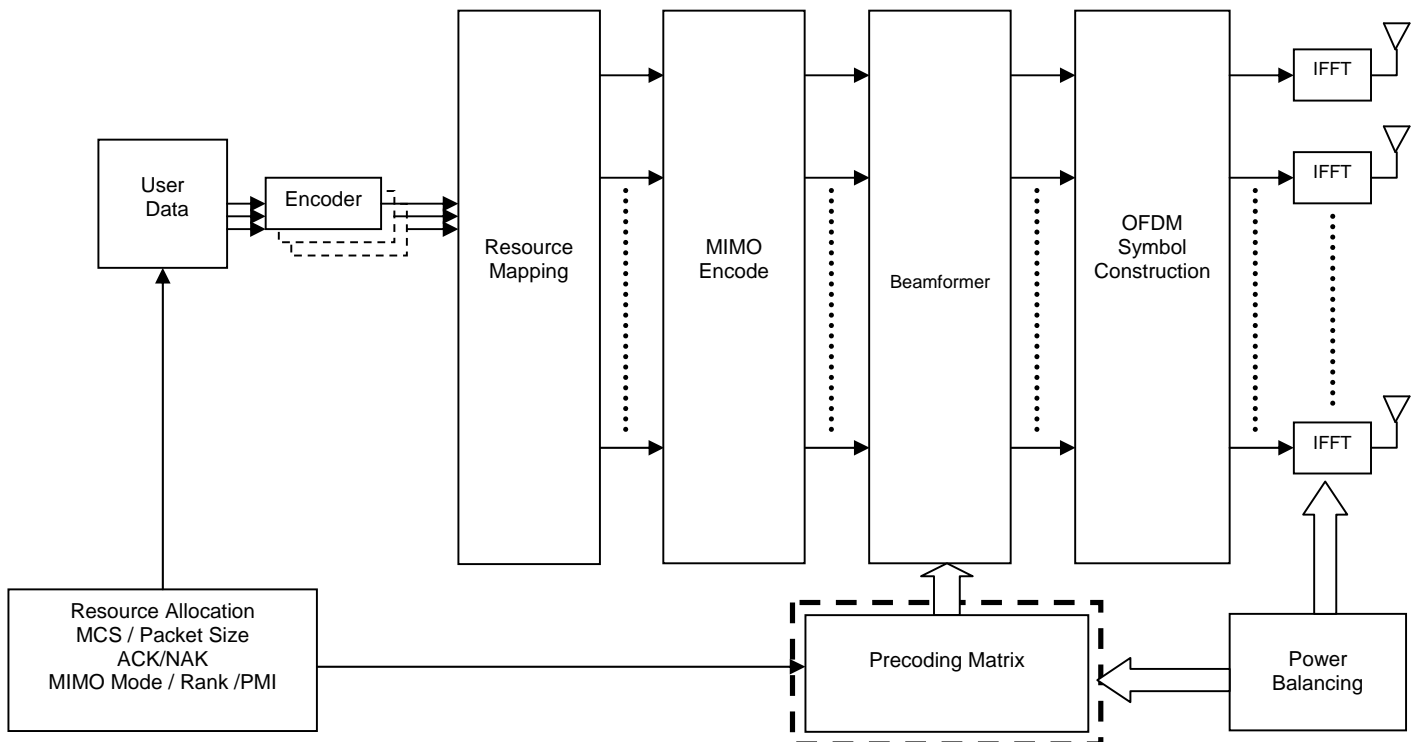 IFFT
IFFT
User
Data
Encoder
Resource
Mapping
MIMO
Encode
Beamformer
OFDM
Symbol
Construction
IFFT
Resource Allocation
MCS / Packet Size
ACK/NAK
MIMO Mode / Rank /PMI
Precoding Matrix
Power
Balancing